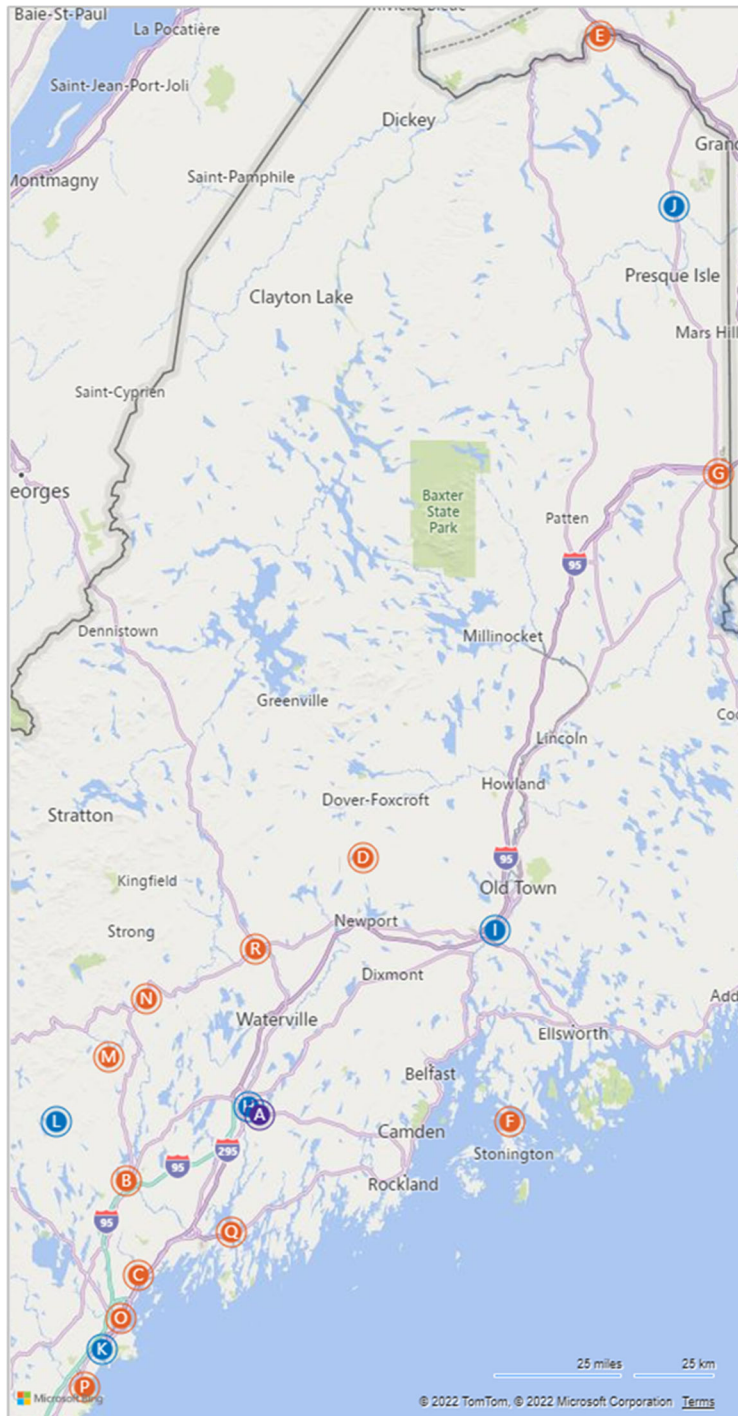 Baie-St-Paul
La Pocatière
E
Saint-Jean-Port-Joli
Dickey
Montmagny
Saint-Pamphile
J
Presque Isle
Clayton Lake
Mars Hill
Saint-Cyprien
G
eorges
Baxter
State
Park
Patten
95
Dennistown
Millinocket
Greenville
Lincoln
Howland
Dover-Foxcroft
Stratton
D
95
Kingfield
Old Town
Newport
I
Strong
R
Dixmont
N
Waterville
Ellsworth
M
Belfast
H
A
L
F
Camden
295
Stonington
95
B
Rockland
95
Q
C
O
K
25 miles
25 km
P
Microsoft Bing
© 2022 TomTom, © 2022 Microsoft Corporation Terms